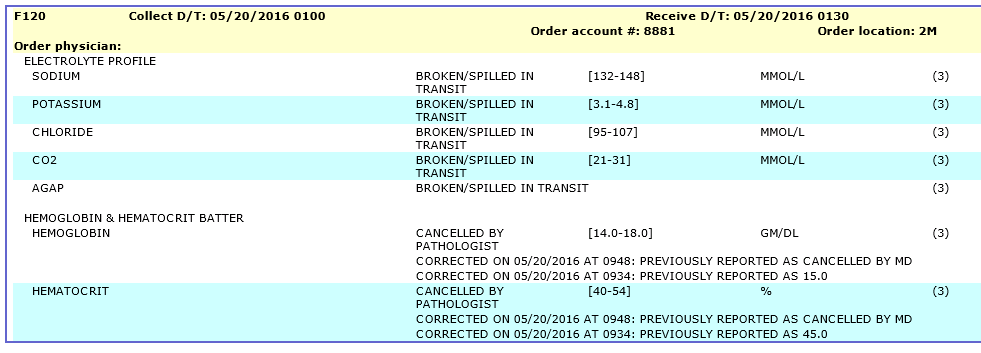 F120 Collect D/T: 05/20/2016 0100 Receive D/T: 05/20/2016 0130
Order account #: 8881 Order location: 2M
Order physician:
ELECTROLYTE PROFILE
SODIUM BROKEN/SPILLED IN [132-148] MMOL/L (3)
TRANSIT
POTASSIUM BROKEN/SPILLED IN [3.1-4.8] MMOL/L (3)
TRANSIT
CHLORIDE BROKEN/SPILLED IN [95-107] MMOL/L (3)
TRANSIT
CO2 BROKEN/SPILLED IN [21-31] MMOL/L (3)
TRANSIT
AGAP BROKEN/SPILLED IN TRANSIT (3)
HEMOGLOBIN & HEMATOCRIT BATTER
HEMOGLOBIN CANCELLED BY [14.0-18.0] GM/DL (3)
PATHOLOGIST
CORRECTED ON 05/20/2016 AT 0948: PREVIOUSLY REPORTED AS CANCELLED BY MD
CORRECTED ON 05/20/2016 AT 0934: PREVIOUSLY REPORTED AS 15.0
HEMATOCRIT CANCELLED BY [40-54] % (3)
PATHOLOGIST
CORRECTED ON 05/20/2016 AT 0948: PREVIOUSLY REPORTED AS CANCELLED BY MD
CORRECTED ON 05/20/2016 AT 0934: PREVIOUSLY REPORTED AS 45.0